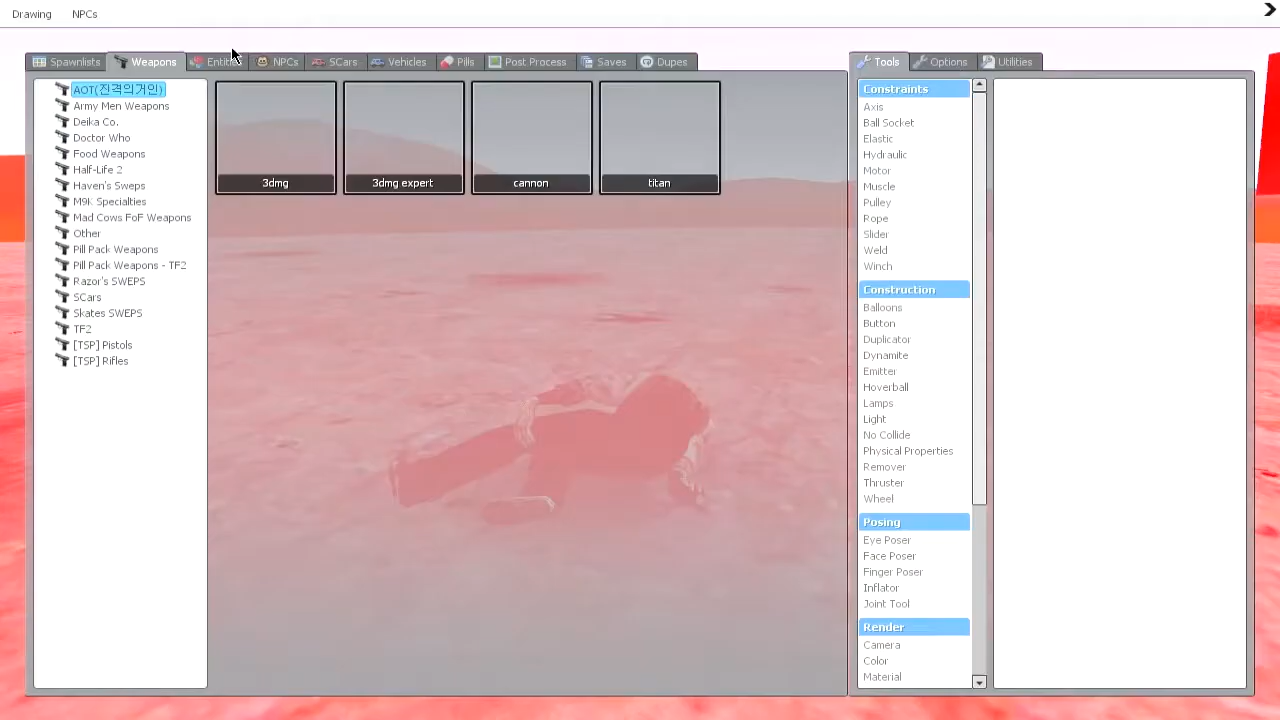 Drawing NPCs
Spawnlists Weapons Entit NPCs SCars Vehicles Pills Post Process Saves Dupes
AOT(진격의거인)
Army Men Weapons
Deika Co.
Doctor Who
Food Weapons
Half-Life 2
Haven's Sweps
M9K Specialties
Mad Cows FoF Weapons
Other
Pill Pack Weapons
Pill Pack Weapons - TF2
Razor's SWEPS
SCars
Skates SWEPS
TF2
[TSP] Pistols
[TSP] Rifles
3dmg
3dmg expert
cannon
titan
Tools Options Utilities
Constraints
Axis
Ball Socket
Elastic
Hydraulic
Motor
Muscle
Pulley
Rope
Slider
Weld
Winch
Construction
Balloons
Button
Duplicator
Dynamite
Emitter
Hoverball
Lamps
Light
No Collide
Physical Properties
Remover
Thruster
Wheel
Posing
Eye Poser
Face Poser
Finger Poser
Inflator
Joint Tool
Render
Camera
Color
Material